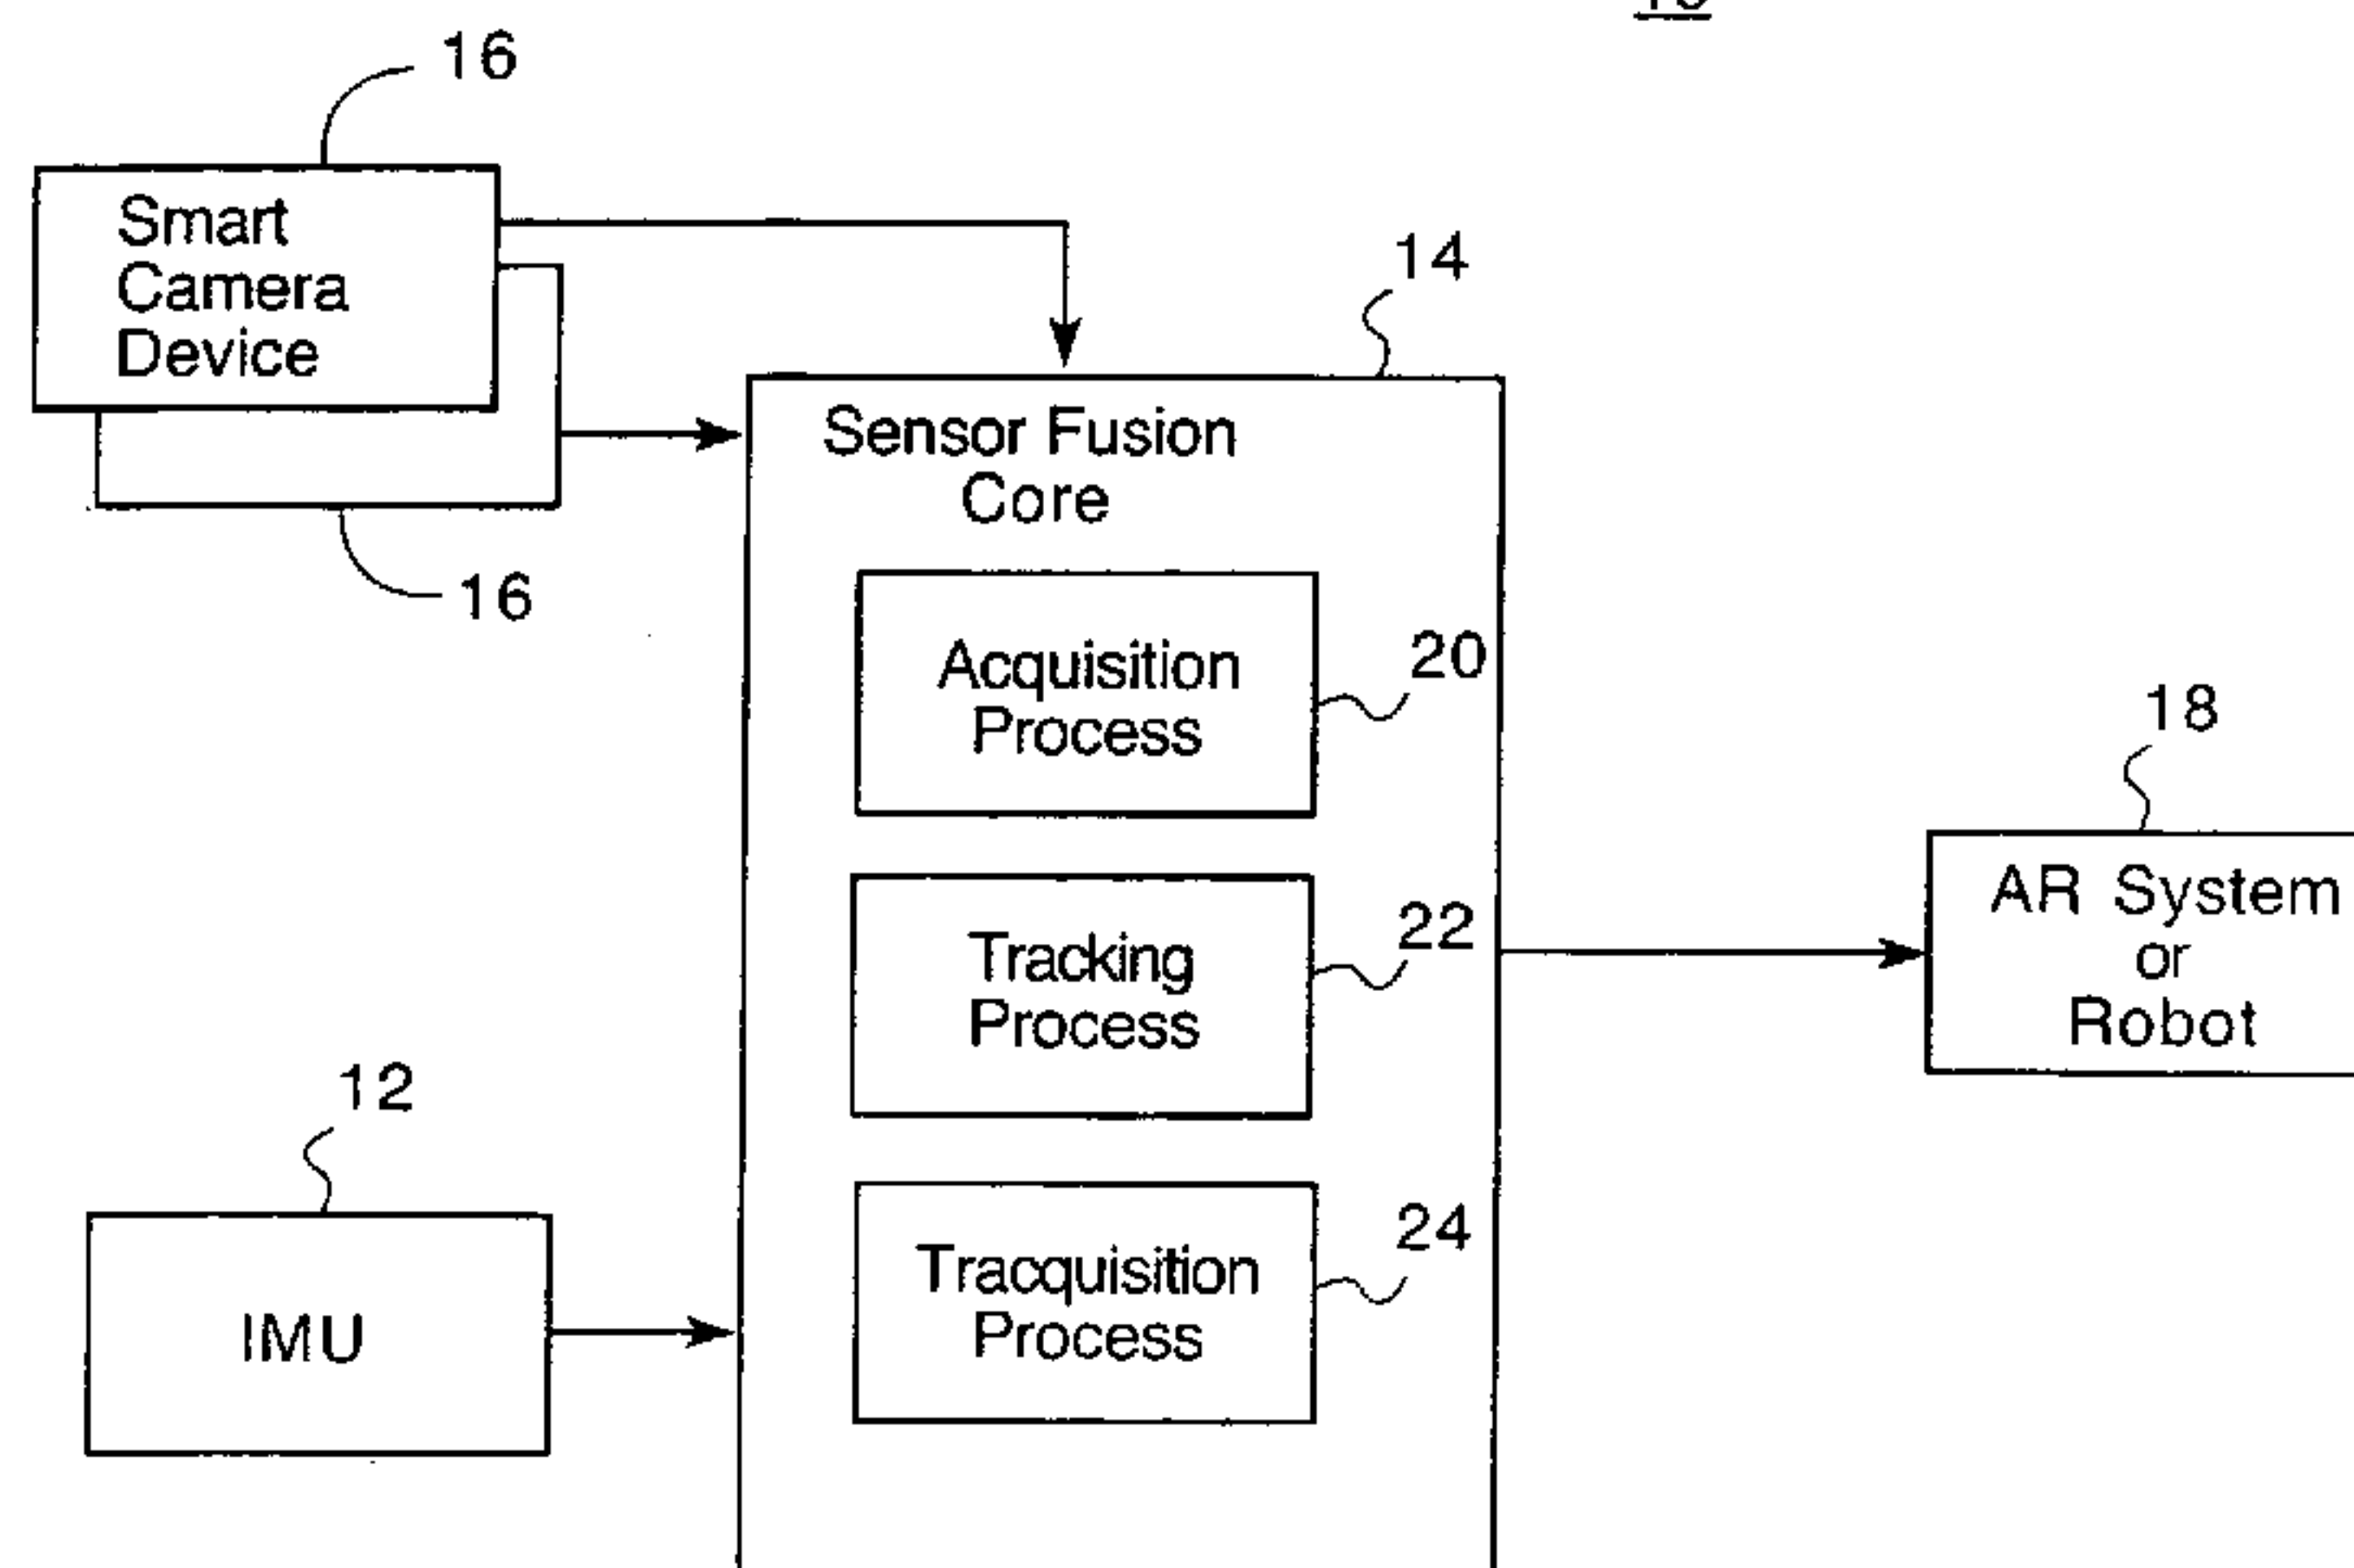 16
Smart
Camera
Device
16
14
Sensor Fusion
Core
Acquisition
Process
20
Tracking
Process
22
Tracquisition
Process
24
18
AR System
or
Robot
12
IMU